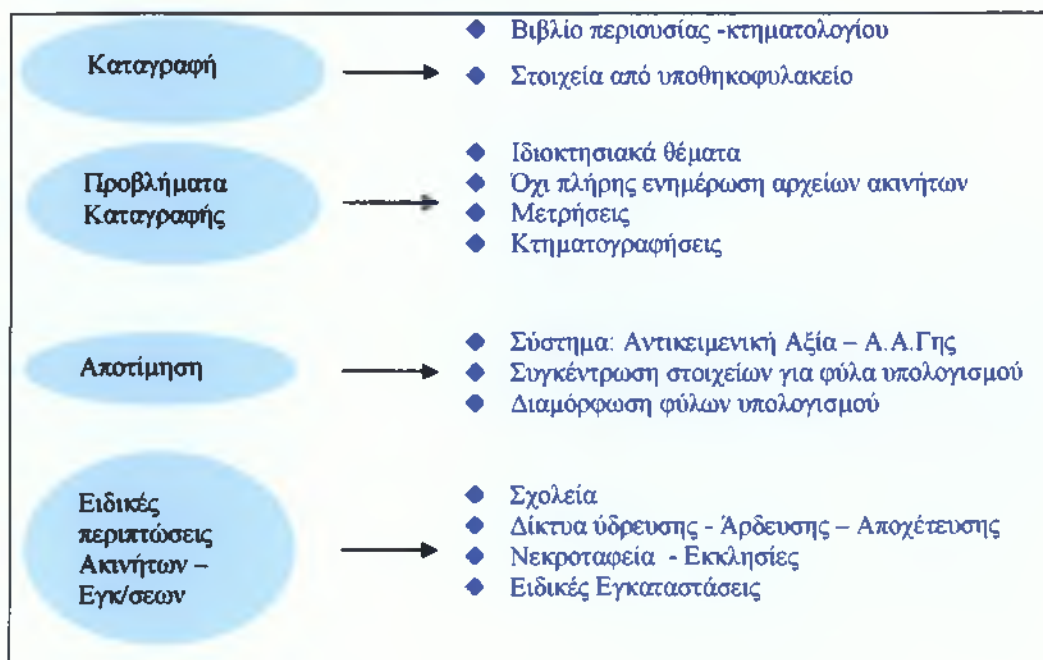 Καταγραφή
◆ Βιβλίο περιουσίας -κτηματολογίου
◆ Στοιχεία από υποθηκοφυλακείο
Προβλήματα
Καταγραφής
◆ Ιδιοκτησιακά θέματα
◆ Όχι πλήρης ενημέρωση αρχείων ακινήτων
◆ Μετρήσεις
◆ Κτηματογραφήσεις
Αποτίμηση
◆ Σύστημα: Αντικειμενική Αξία – Α.Α.Γης
◆ Συγκέντρωση στοιχείων για φύλα υπολογισμού
◆ Διαμόρφωση φύλων υπολογισμού
Ειδικές
περιπτώσεις
Ακινήτων –
Εγκ/σεων
◆ Σχολεία
◆ Δίκτυα ύδρευσης - Άρδευσης – Αποχέτευσης
◆ Νεκροταφεία - Εκκλησίες
◆ Ειδικές Εγκαταστάσεις